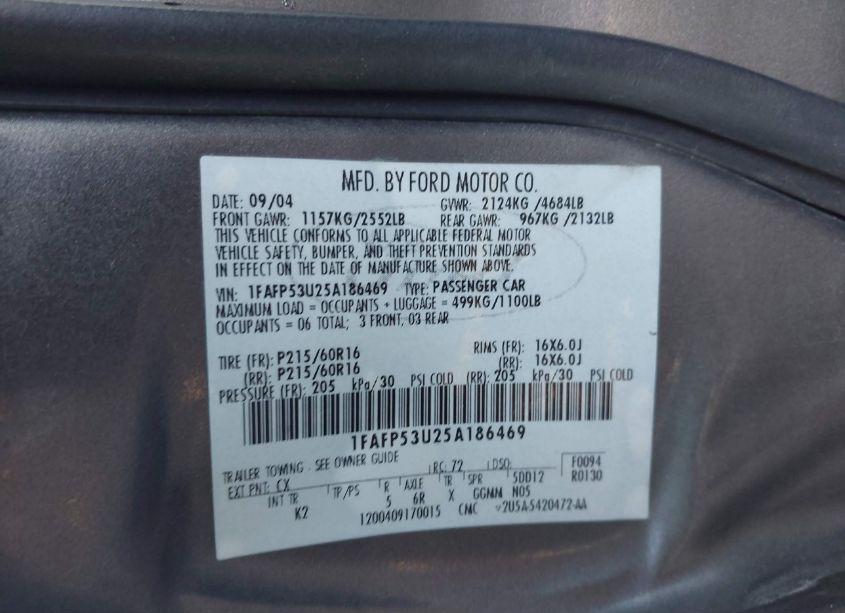 MFD. BY FORD MOTOR CO.
DATE: 09/04 GVWR: 2124KG /4684LB
FRONT GAWR: 1157KG/2552LB REAR GAWR: 967KG/2132LB
THIS VEHICLE CONFORMS TO ALL APPLICABLE FEDERAL MOTOR
VEHICLE SAFETY, BUMPER, AND THEFT PREVENTION STANDARDS
IN EFFECT ON THE DATE OF MANUFACTURE SHOWN ABOVE.
VIN: 1FAFP53U25A186469 TYPE: PASSENGER CAR
MAXIMUM LOAD = OCCUPANTS + LUGGAGE = 499KG/1100LB
OCCUPANTS = 06 TOTAL; 3 FRONT, 03 REAR
TIRE (FR): P215/60R16 RIMS (FR): 16X6.0J
(RR): P215/60R16 (RR): 16X6.0J
PRESSURE (FR): 205 kPa/30 PSI COLD (RR): 205 kPa/30 PSI COLD
1FAFP53U25A186469
TRAILER TOWING - SEE OWNER GUIDE RC: 72 DSO: F0094
EXT PNT: CX R0130
INT TR TP/PS R AXLE TR SPR 5DD12
K2 5 6R X GGMM N05
1200409170015 CMC v2U5A-5420472-AA